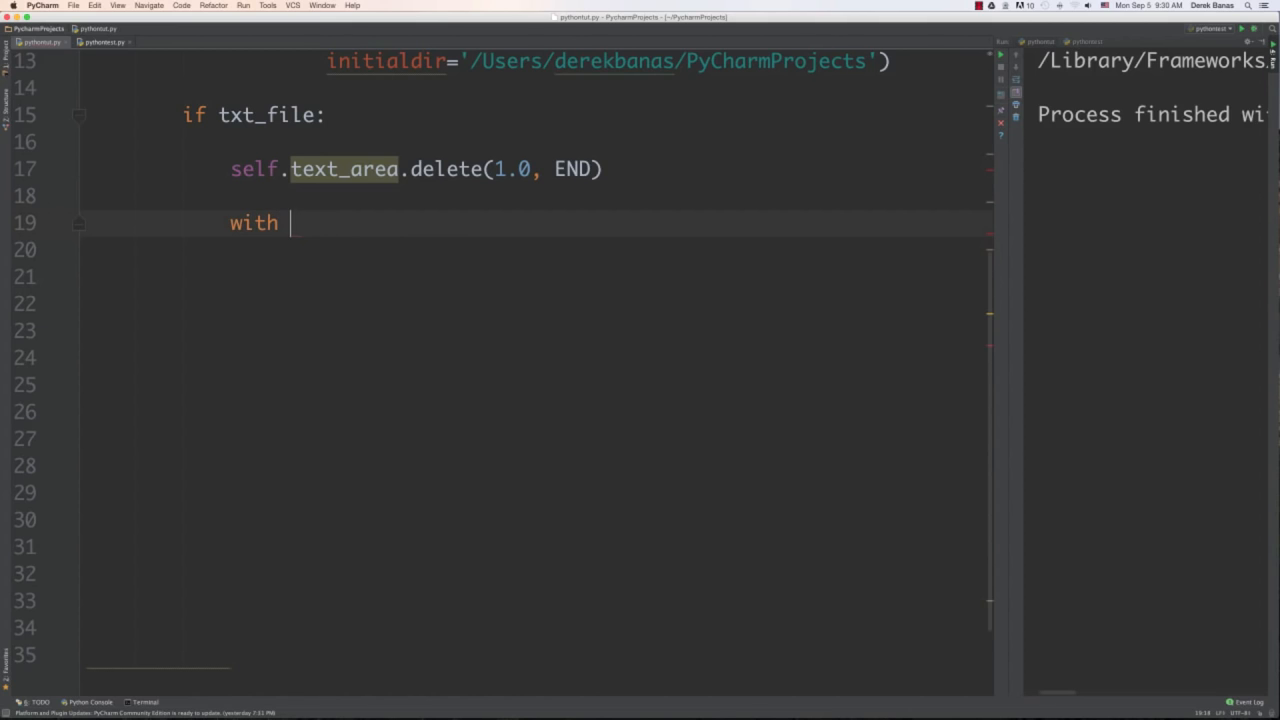 PyCharm File Edit View Navigate Code Refactor Run Tools VCS Window Help 10 Mon Sep 5 9:30 AM Derek Banas
pythontut.py - PycharmProjects - [~/PycharmProjects]
PycharmProjects pythontut.py pythontest
pythontut.py pythontest.py Run: pythontut pythontest
13 initialdir='/Users/derekbanas/PyCharmProjects') /Library/Frameworks
14
15 if txt_file: Process finished wi
16
17 self.text_area.delete(1.0, END)
18
19 with
20
21
22
23
24
25
26
27
28
29
30
31
32
33
34
35
6: TODO Python Console Terminal Event Log
Platform and Plugin Updates: PyCharm Community Edition is ready to update. (yesterday 7:51 PM) 19:18 LF÷ UTF-8÷
1: Project
7: Structure
2: Favorites